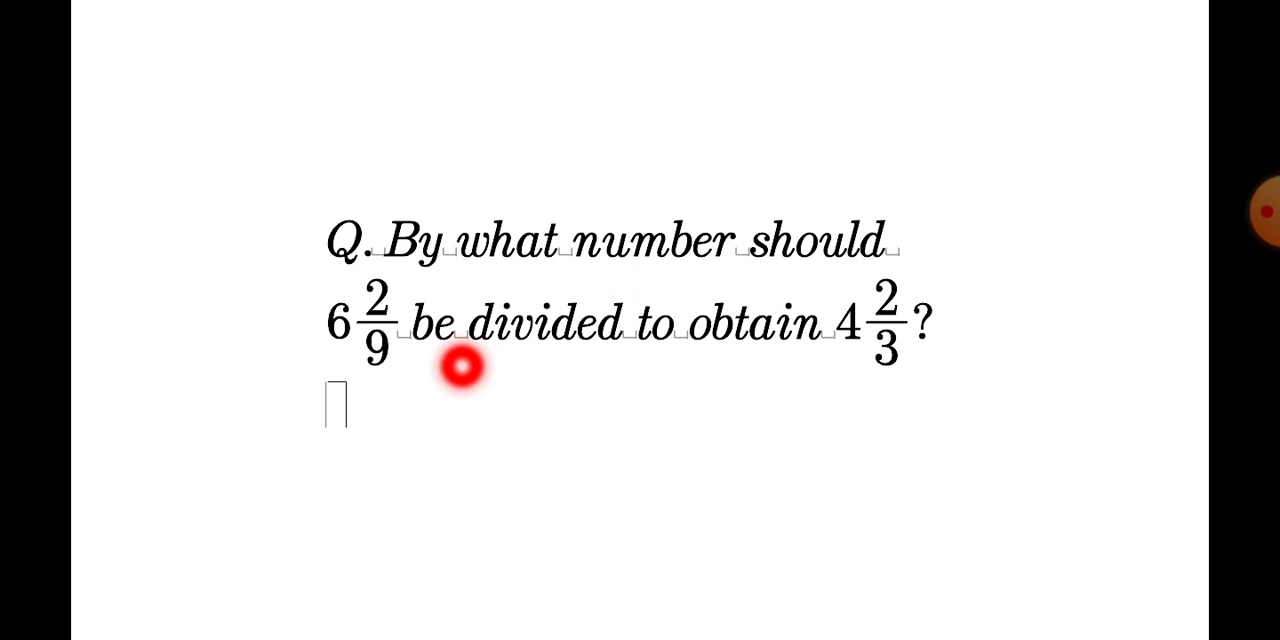 Q. By what number should
6 2/9 be divided to obtain 4 2/3?